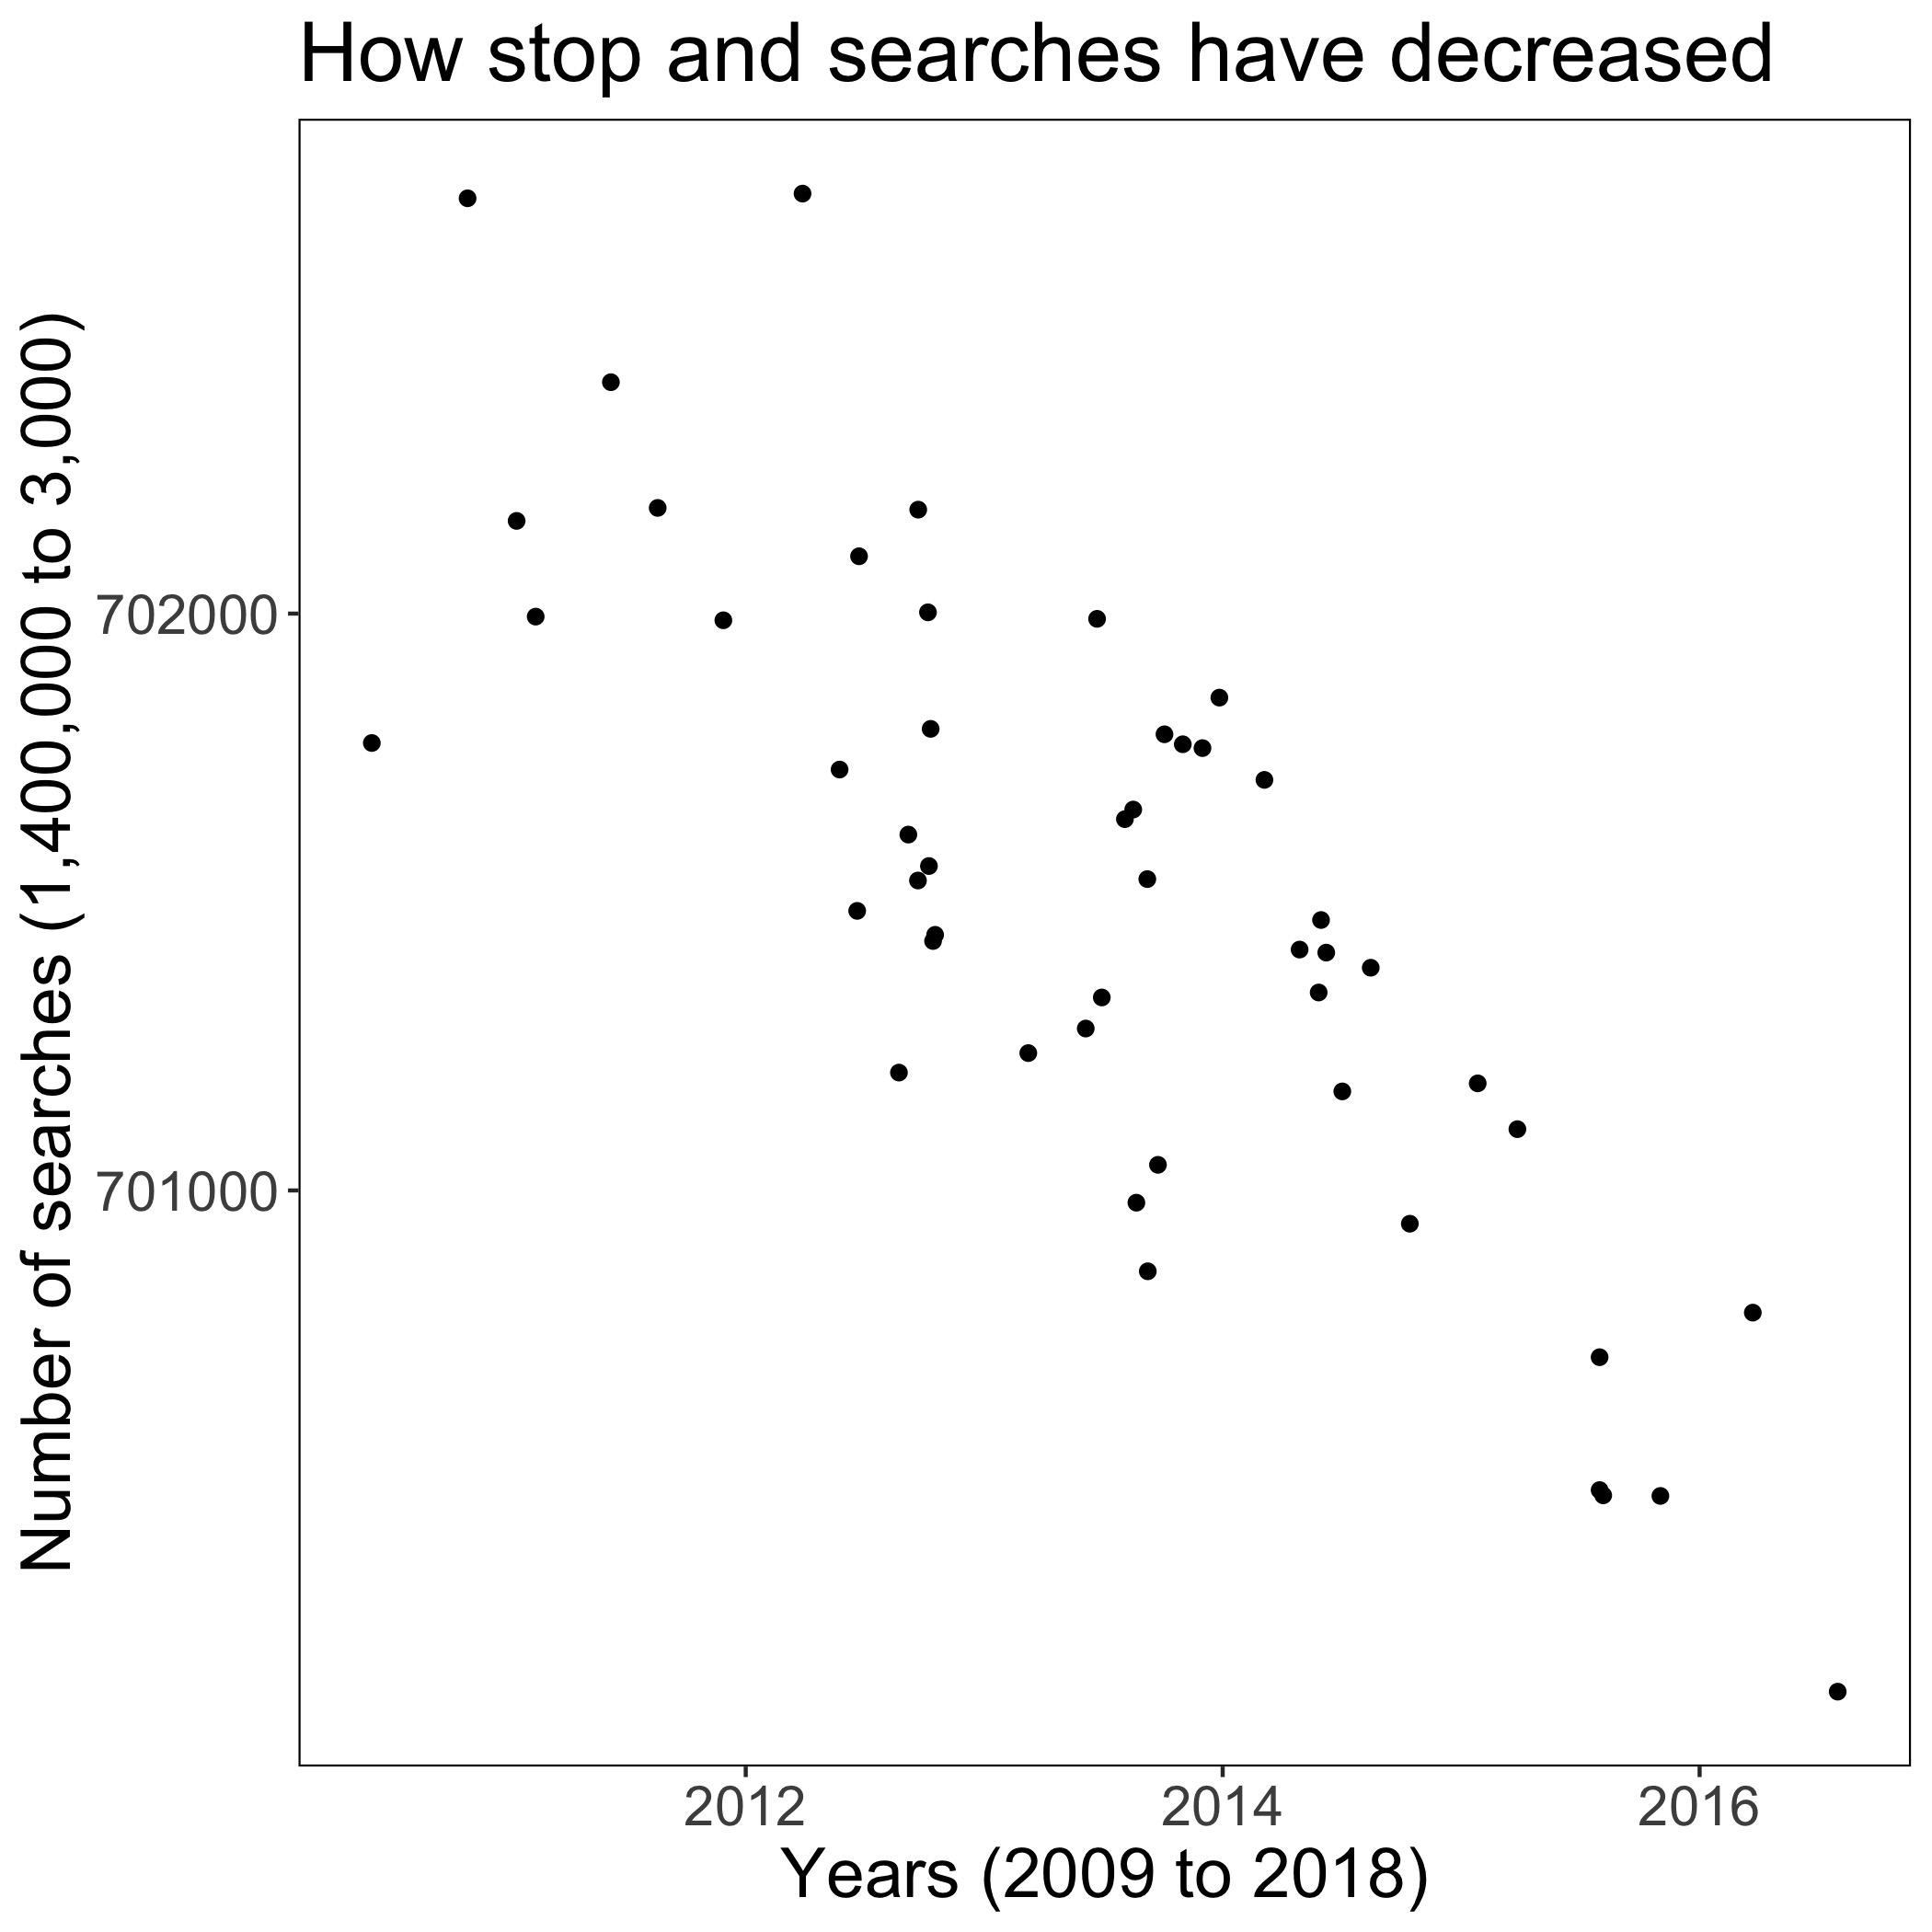 How stop and searches have decreased
Number of searches (1,400,000 to 3,000)
702000
701000
2012
2014
2016
Years (2009 to 2018)